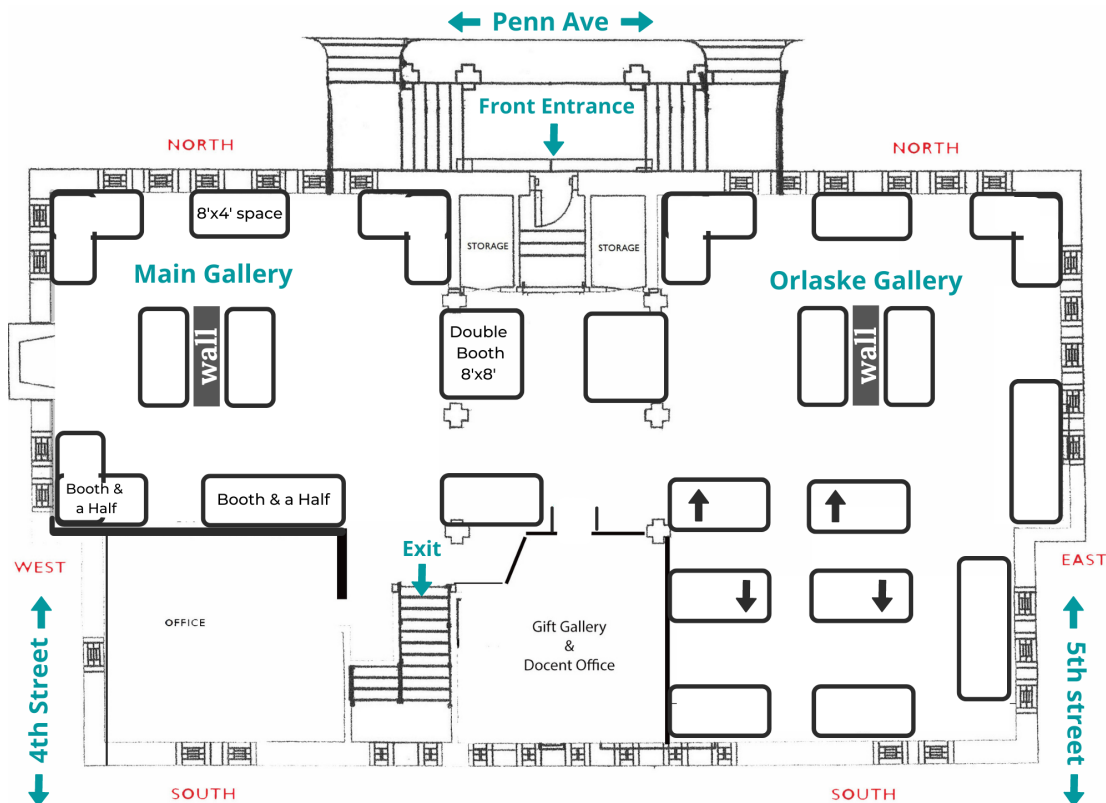 Penn Ave
Front Entrance
NORTH
NORTH
8'x4' space
STORAGE
STORAGE
Main Gallery
Orlaske Gallery
wall
Double
Booth
8'x8'
wall
Booth &
a Half
Booth & a Half
Exit
WEST
EAST
OFFICE
Gift Gallery
&
Docent Office
4th Street
5th street
SOUTH
SOUTH